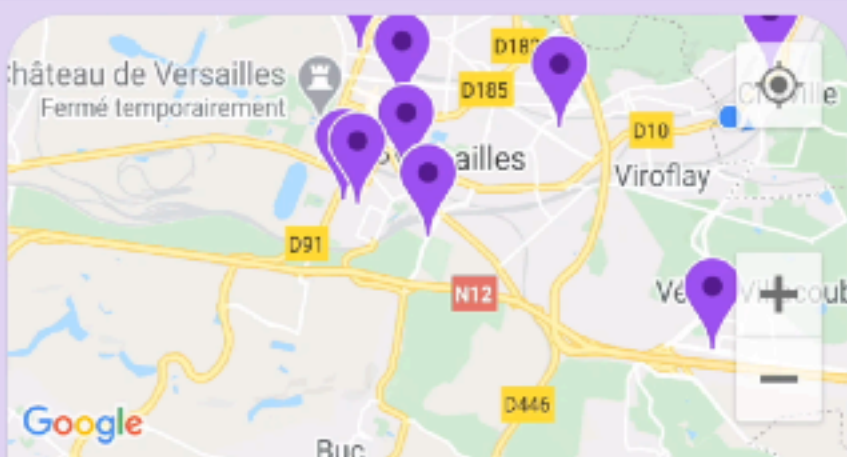 D182
Château de Versailles
Fermé temporairement
D185
D10
ailles
Viroflay
D91
N12
D446
Google
Buc